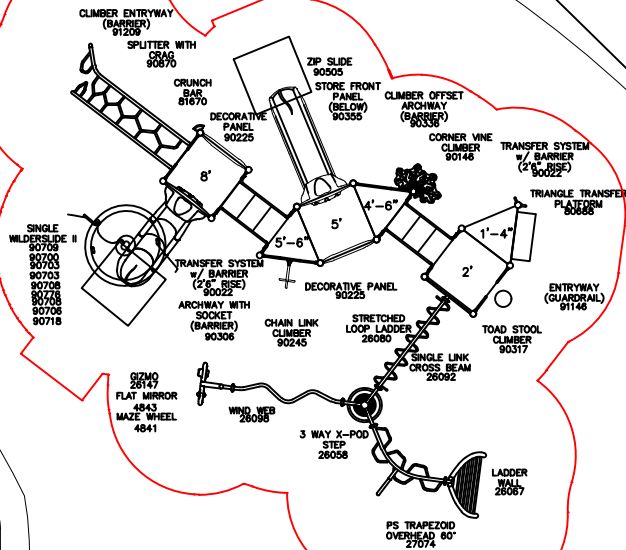 CLIMBER ENTRYWAY
(BARRIER)
91209
SPLITTER WITH
CRAG
90870
CRUNCH
BAR
81670
DECORATIVE
PANEL
90225
ZIP SLIDE
90505
STORE FRONT
PANEL
(BELOW)
90355
CLIMBER OFFSET
ARCHWAY
(BARRIER)
90336
CORNER VINE
CLIMBER
90146
TRANSFER SYSTEM
w/ BARRIER
(2'6" RISE)
90022
TRIANGLE TRANSFER
PLATFORM
80688
8'
5'-6"
5'
4'-6"
1'-4"
2'
SINGLE
WILDERSLIDE II
90709
90700
90703
90703
90708
90708
90706
90718
TRANSFER SYSTEM
w/ BARRIER
(2'6" RISE)
90022
ARCHWAY WITH
SOCKET
(BARRIER)
90306
DECORATIVE PANEL
90225
CHAIN LINK
CLIMBER
90245
STRETCHED
LOOP LADDER
26080
SINGLE LINK
CROSS BEAM
26092
ENTRYWAY
(GUARDRAIL)
91146
TOAD STOOL
CLIMBER
90317
GIZMO
26147
FLAT MIRROR
4843
MAZE WHEEL
4841
WIND WEB
26098
3 WAY X-POD
STEP
26058
LADDER
WALL
26067
PS TRAPEZOID
OVERHEAD 60"
27074